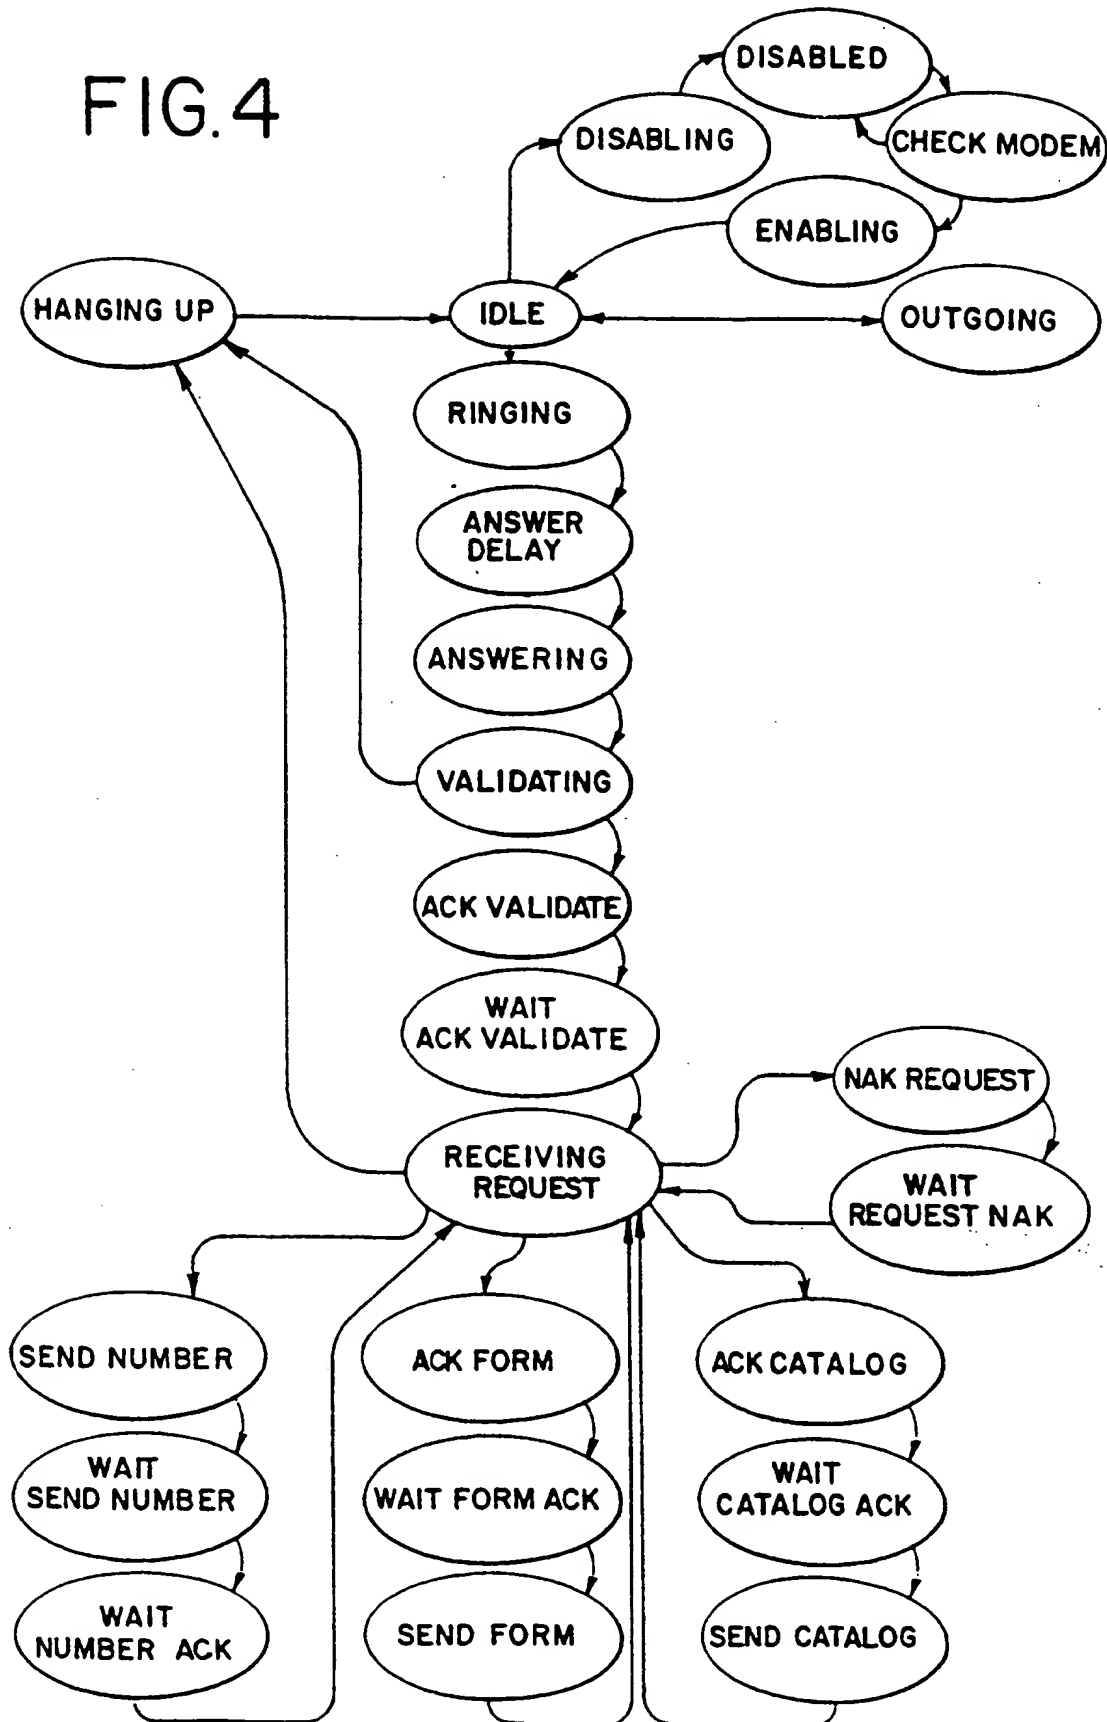 FIG. 4
DISABLED
DISABLING
CHECK MODEM
ENABLING
HANGING UP
IDLE
OUTGOING
RINGING
ANSWER
DELAY
ANSWERING
VALIDATING
ACK VALIDATE
WAIT
ACK VALIDATE
NAK REQUEST
RECEIVING
REQUEST
WAIT
REQUEST NAK
SEND NUMBER
ACK FORM
ACK CATALOG
WAIT
SEND NUMBER
WAIT FORM ACK
WAIT
CATALOG ACK
WAIT
NUMBER ACK
SEND FORM
SEND CATALOG